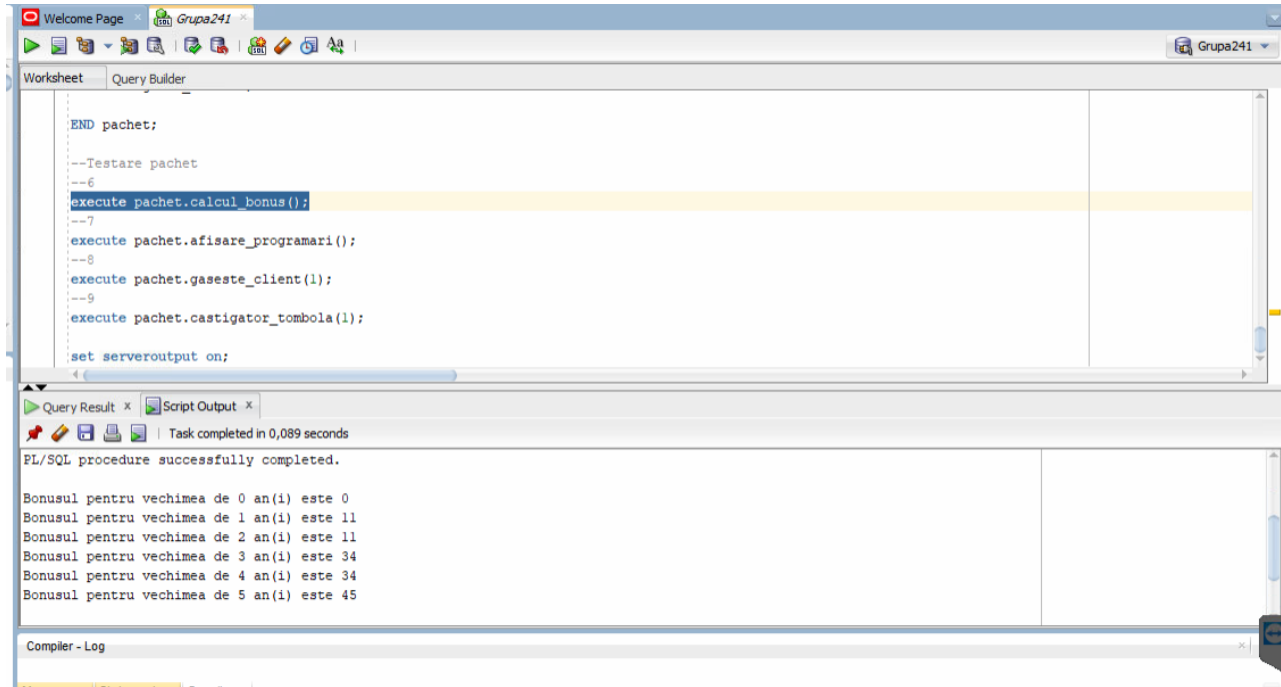 Welcome Page
Grupa241
Grupa241
Worksheet
Query Builder
END pachet;
--Testare pachet
--6
execute pachet.calcul_bonus();
--7
execute pachet.afisare_programari();
--8
execute pachet.gaseste_client(1);
--9
execute pachet.castigator_tombola(1);
set serveroutput on;
Query Result x
Script Output x
Task completed in 0,089 seconds
PL/SQL procedure successfully completed.
Bonusul pentru vechimea de 0 an(i) este 0
Bonusul pentru vechimea de 1 an(i) este 11
Bonusul pentru vechimea de 2 an(i) este 11
Bonusul pentru vechimea de 3 an(i) este 34
Bonusul pentru vechimea de 4 an(i) este 34
Bonusul pentru vechimea de 5 an(i) este 45
Compiler - Log